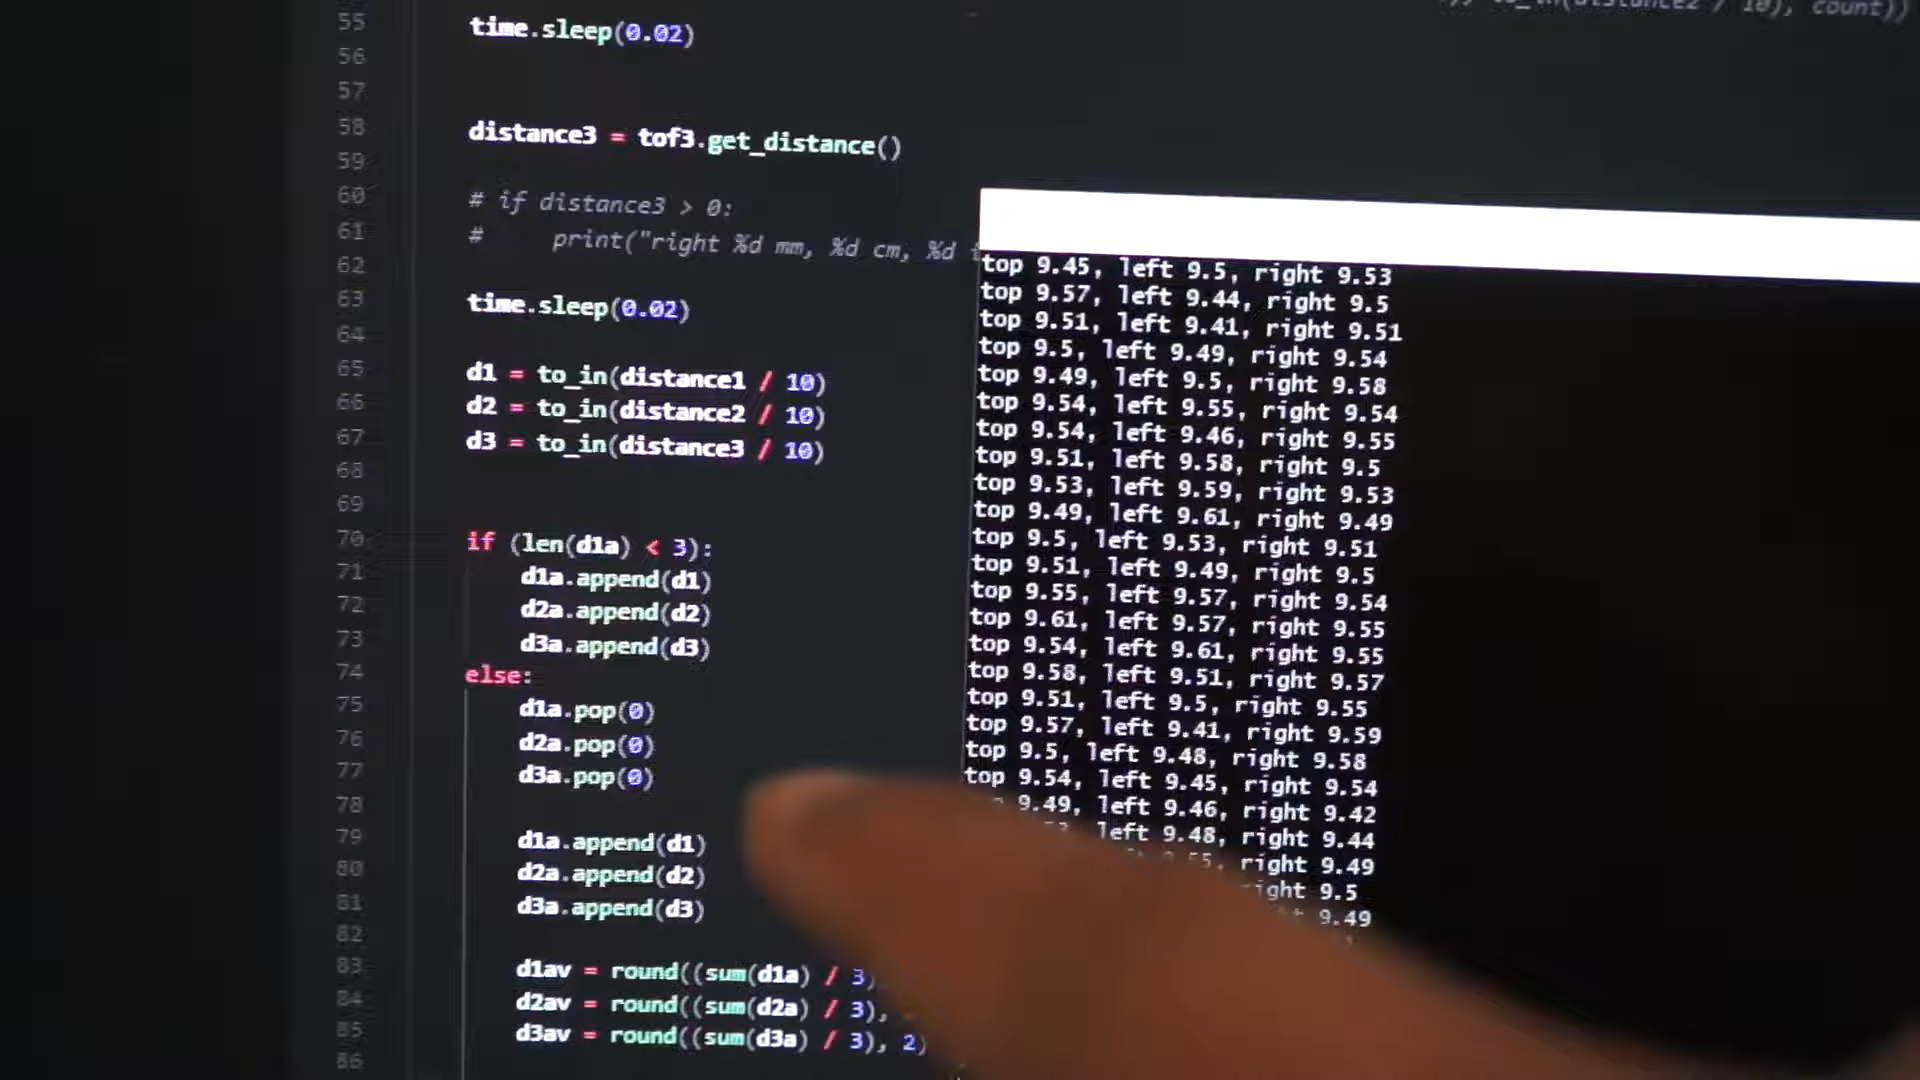 55
time.sleep(0.02)
to_in(distance2 / 10), count))
56
57
58
distance3 = tof3.get_distance()
59
60
# if distance3 > 0:
61
#     print("right %d mm, %d cm, %d
62
63
time.sleep(0.02)
64
65
d1 = to_in(distance1 / 10)
66
d2 = to_in(distance2 / 10)
67
d3 = to_in(distance3 / 10)
68
69
70
if (len(d1a) < 3):
71
d1a.append(d1)
72
d2a.append(d2)
73
d3a.append(d3)
74
else:
75
d1a.pop(0)
76
d2a.pop(0)
77
d3a.pop(0)
78
79
d1a.append(d1)
80
d2a.append(d2)
81
d3a.append(d3)
82
83
d1av = round((sum(d1a) / 3)
84
d2av = round((sum(d2a) / 3),
85
d3av = round((sum(d3a) / 3), 2)
86
top 9.45, left 9.5, right 9.53
top 9.57, left 9.44, right 9.5
top 9.51, left 9.41, right 9.51
top 9.5, left 9.49, right 9.54
top 9.49, left 9.5, right 9.58
top 9.54, left 9.55, right 9.54
top 9.54, left 9.46, right 9.55
top 9.51, left 9.58, right 9.5
top 9.53, left 9.59, right 9.53
top 9.49, left 9.61, right 9.49
top 9.5, left 9.53, right 9.51
top 9.51, left 9.49, right 9.5
top 9.55, left 9.57, right 9.54
top 9.61, left 9.57, right 9.55
top 9.54, left 9.61, right 9.55
top 9.58, left 9.51, right 9.57
top 9.51, left 9.5, right 9.55
top 9.57, left 9.41, right 9.59
top 9.5, left 9.48, right 9.58
top 9.54, left 9.45, right 9.54
9.49, left 9.46, right 9.42
left 9.48, right 9.44
right 9.49
9.5
9.49